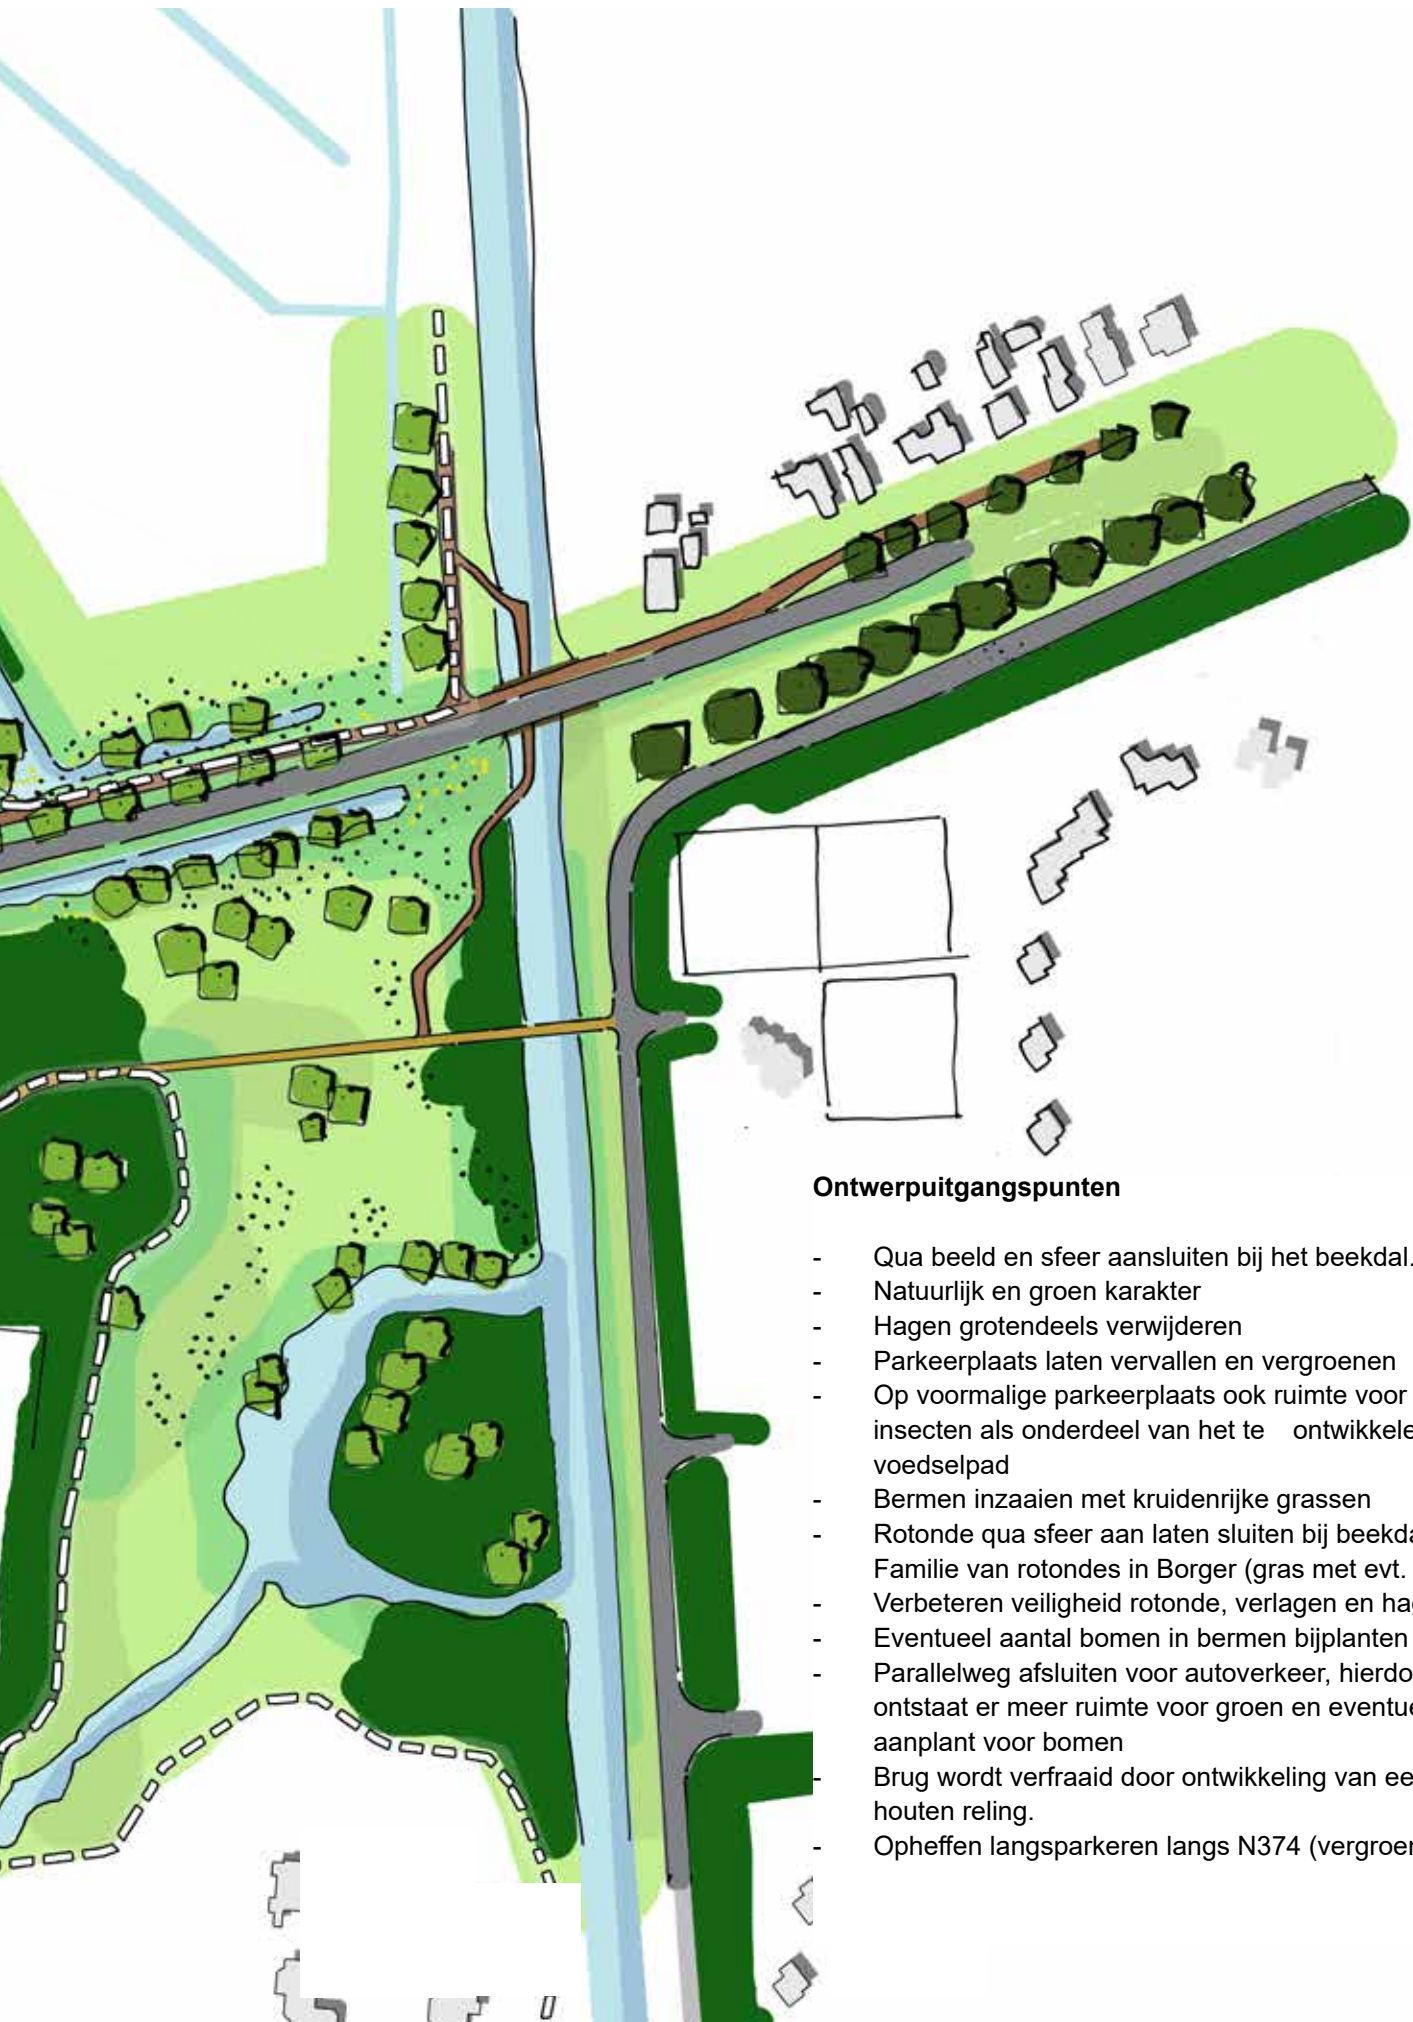 Ontwerpuitgangspunten
- Qua beeld en sfeer aansluiten bij het beekdal.
- Natuurlijk en groen karakter
- Hagen grotendeels verwijderen
- Parkeerplaats laten vervallen en vergroenen
- Op voormalige parkeerplaats ook ruimte voor
insecten als onderdeel van het te ontwikkele
voedselpad
- Bermen inzaaien met kruidenrijke grassen
- Rotonde qua sfeer aan laten sluiten bij beekda
Familie van rotondes in Borger (gras met evt.
- Verbeteren veiligheid rotonde, verlagen en hag
- Eventueel aantal bomen in bermen bijplanten
- Parallelweg afsluiten voor autoverkeer, hierdo
ontstaat er meer ruimte voor groen en eventue
aanplant voor bomen
- Brug wordt verfraaid door ontwikkeling van ee
houten reling.
- Opheffen langsparkeren langs N374 (vergroer